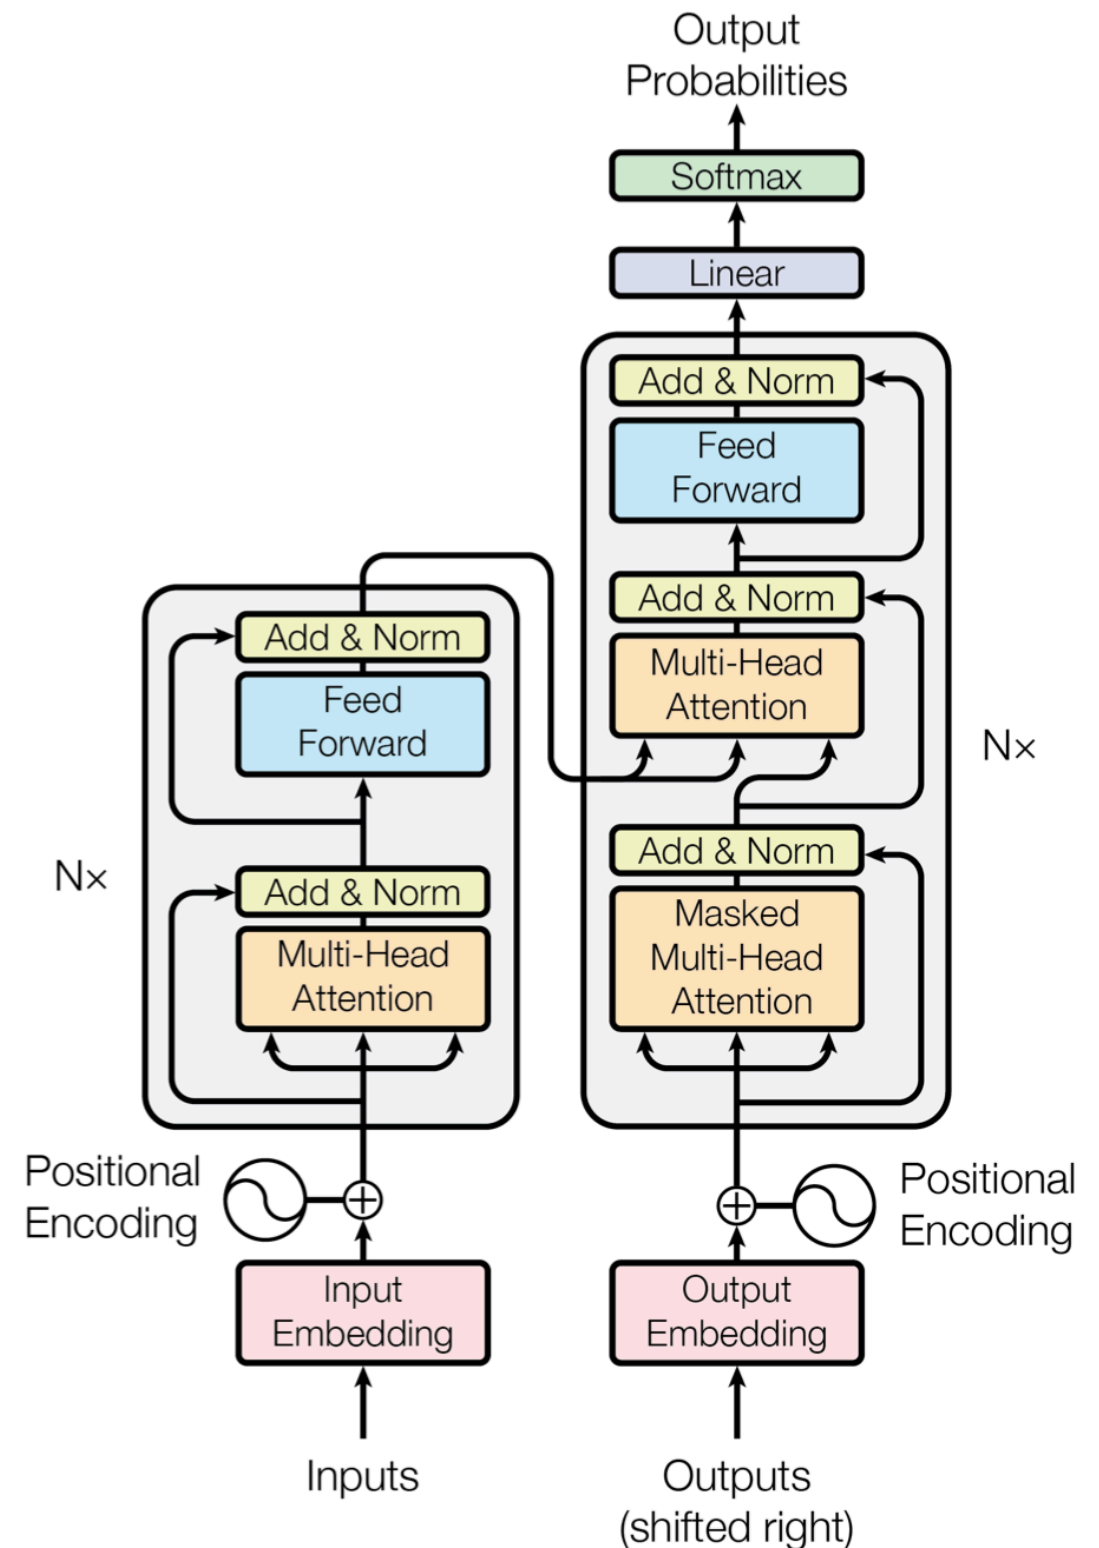 Output
Probabilities
Softmax
Linear
Add & Norm
Feed
Forward
Add & Norm
Multi-Head
Attention
Nx
Add & Norm
Masked
Multi-Head
Attention
Add & Norm
Feed
Forward
N×
Add & Norm
Multi-Head
Attention
Positional
Encoding
Positional
Encoding
Input
Embedding
Output
Embedding
Inputs
Outputs
(shifted right)